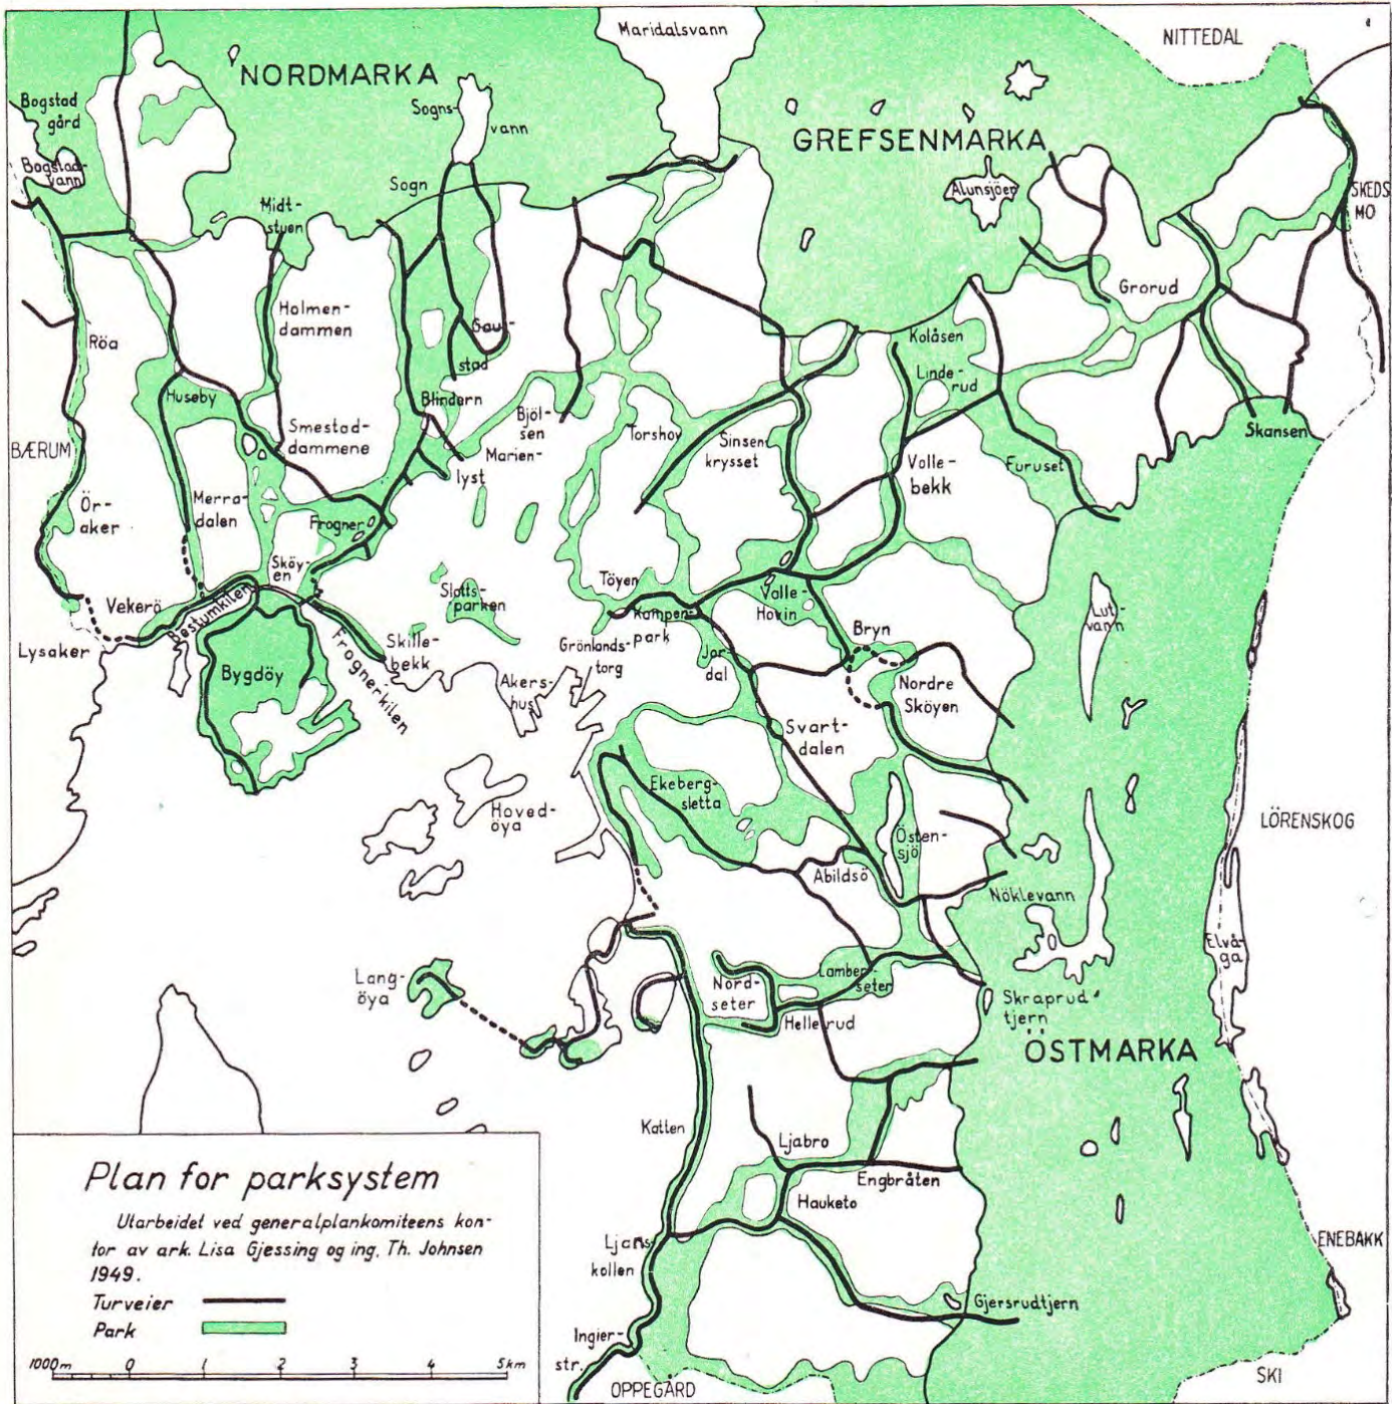 Maridalsvann
NITTEDAL
NORDMARKA
Bogstad
gård
Sogns-
vann
GREFSENMARKA
Bogstad-
vann
Sogn
Alunsjöen
SKEDS
MÖ
Midt-
stuen
Grorud
Holmen-
dammen
Röa
Saug-
stad
Kolåsen
Linde-
rud
Huseby
Blindern
Bjöl-
sen
Torshov
Sinsen-
krysset
Smestad-
dammene
Marien-
lyst
Skansen
BÆRUM
Volle-
bekk
Furuset
Ör-
aker
Merra-
dalen
Frogner
Sköy-
en
Slotts-
parken
Töyen
Valle-
Hovin
Lut-
vann
Vekerö
Bestumkilen
Kampen-
park
Lysaker
Skille-
bekk
Frognerkilen
Grönlands-
torg
Jor-
dal
Bryn
Bygdöy
Akers-
hus
Nordre
Sköyen
Svart-
dalen
Ekeberg-
sletta
Hoved-
öya
Östen-
sjö
LÖRENSKOG
Abildsö
Nöklevann
Elvå-
ga
Lang-
öya
Nord-
seter
Lambert-
seter
Skraprud-
tjern
Hellerud
ÖSTMARKA
Katten
Ljabro
Engbråten
Hauketo
Plan for parksystem
Utarbeidet ved generalplankomiteens kon-
tor av ark. Lisa Gjessing og ing. Th. Johnsen
1949.
Turveier
Park
1000m 0 1 2 3 4 5km
Ljans-
kollen
ENEBAKK
Gjersrudtjern
Ingier-
str.
OPPEGÅRD
SKI